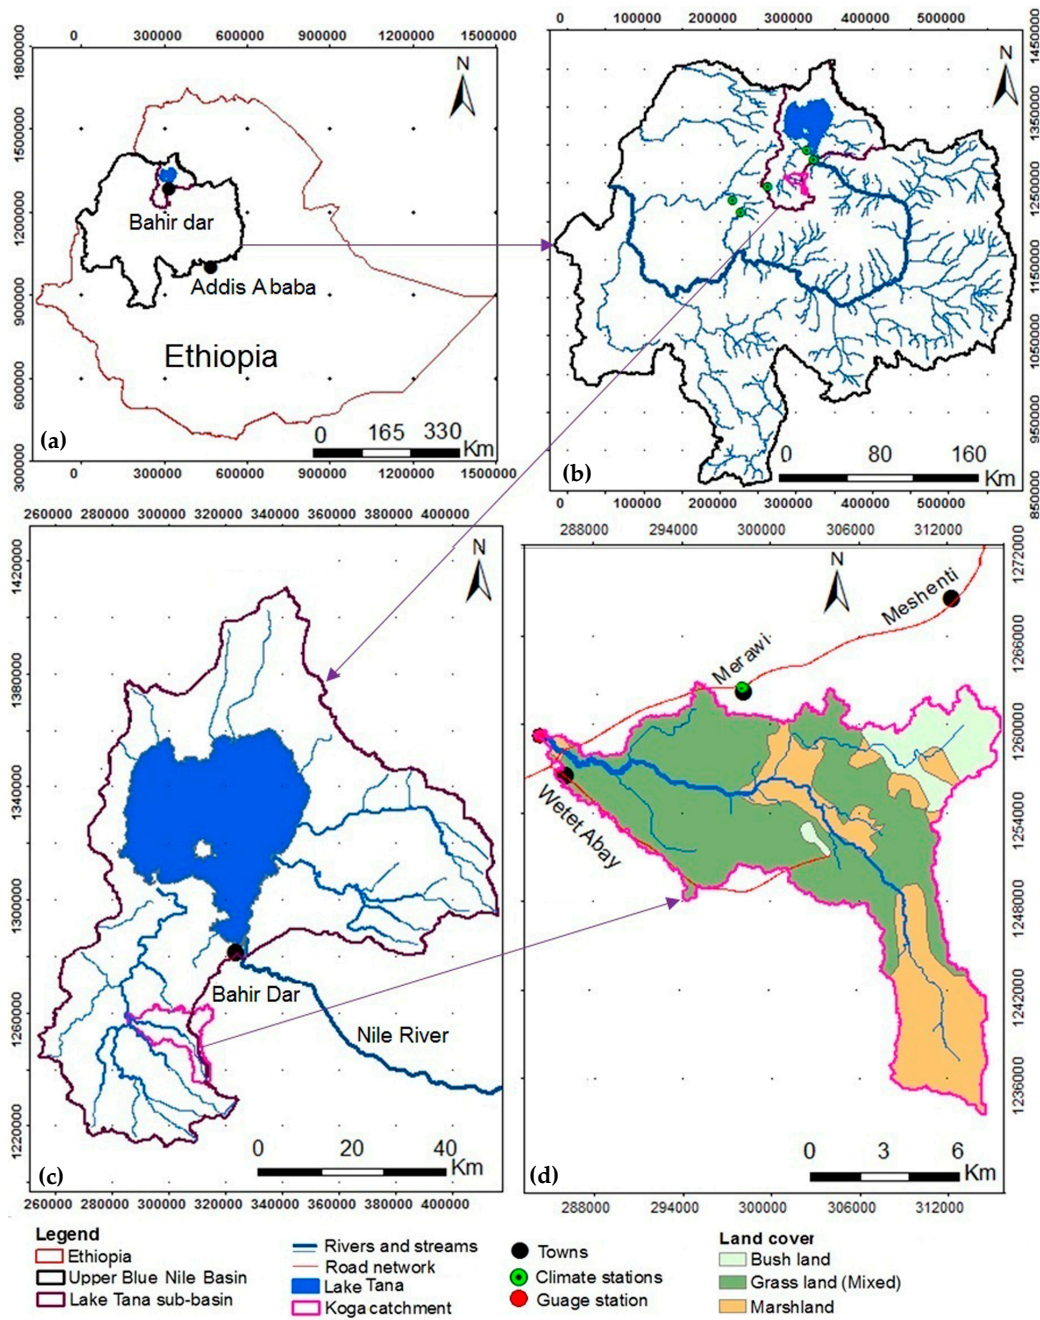 0 300000 600000 900000 1200000 1500000
1800000
1500000
1200000
900000
600000
300000
N
Bahir dar
Addis Ababa
Ethiopia
(a)
0 165 330
Km
0 300000 600000 900000 1200000 1500000
0 100000 200000 300000 400000 500000
1450000
1350000
1250000
1150000
1050000
950000
850000
N
(b)
0 80 160
Km
0 100000 200000 300000 400000 500000
260000 280000 300000 320000 340000 360000 380000 400000
1420000
1380000
1340000
1300000
1260000
1220000
N
Bahir Dar
Nile River
(c)
0 20 40
Km
260000 280000 300000 320000 340000 360000 380000 400000
288000 294000 300000 306000 312000
1272000
1266000
1260000
1254000
1248000
1242000
1236000
N
Meshenti
Merawi
Wetet Abay
(d)
0 3 6
Km
288000 294000 300000 306000 312000
Legend
Ethiopia
Upper Blue Nile Basin
Lake Tana sub-basin
Rivers and streams
Road network
Lake Tana
Koga catchment
Towns
Climate stations
Guage station
Land cover
Bush land
Grass land (Mixed)
Marshland